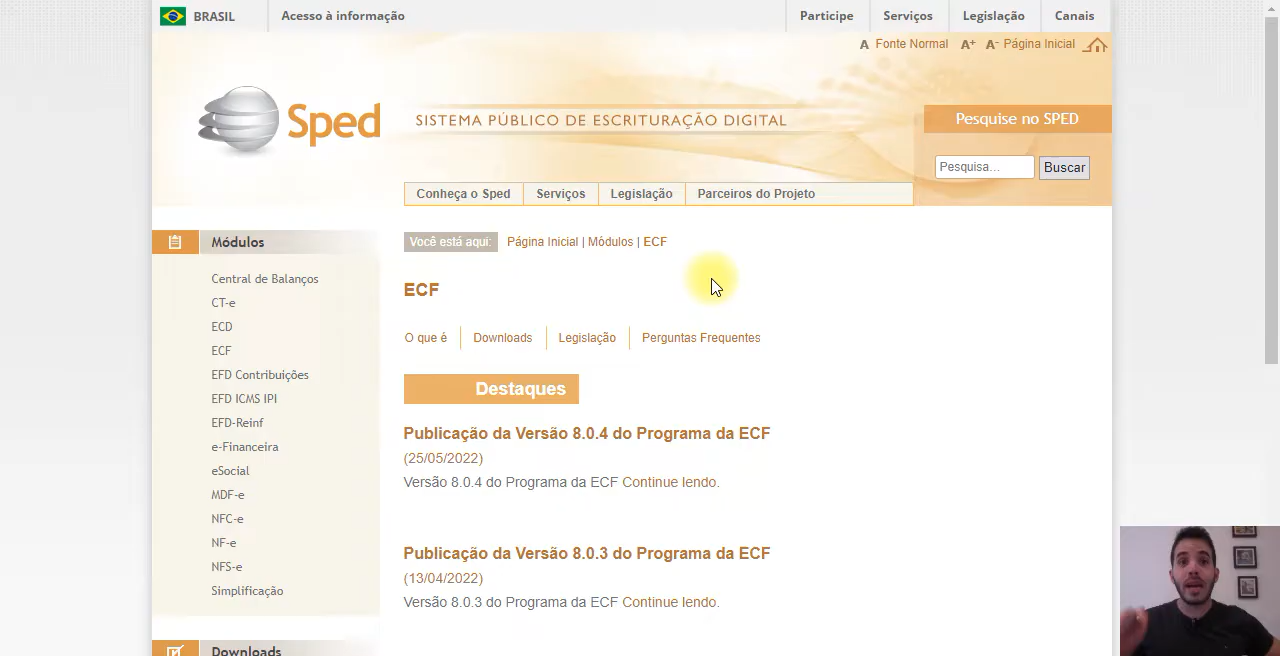 BRASIL
Acesso à informação
Participe
Serviços
Legislação
Canais
A Fonte Normal A+ A- Página Inicial
Sped
SISTEMA PÚBLICO DE ESCRITURAÇÃO DIGITAL
Pesquise no SPED
Pesquisa...
Buscar
Conheça o Sped
Serviços
Legislação
Parceiros do Projeto
Módulos
Central de Balanços
CT-e
ECD
ECF
EFD Contribuições
EFD ICMS IPI
EFD-Reinf
e-Financeira
eSocial
MDF-e
NFC-e
NF-e
NFS-e
Simplificação
Downloads
Você está aqui: Página Inicial | Módulos | ECF
ECF
O que é
Downloads
Legislação
Perguntas Frequentes
Destaques
Publicação da Versão 8.0.4 do Programa da ECF
(25/05/2022)
Versão 8.0.4 do Programa da ECF Continue lendo.
Publicação da Versão 8.0.3 do Programa da ECF
(13/04/2022)
Versão 8.0.3 do Programa da ECF Continue lendo.